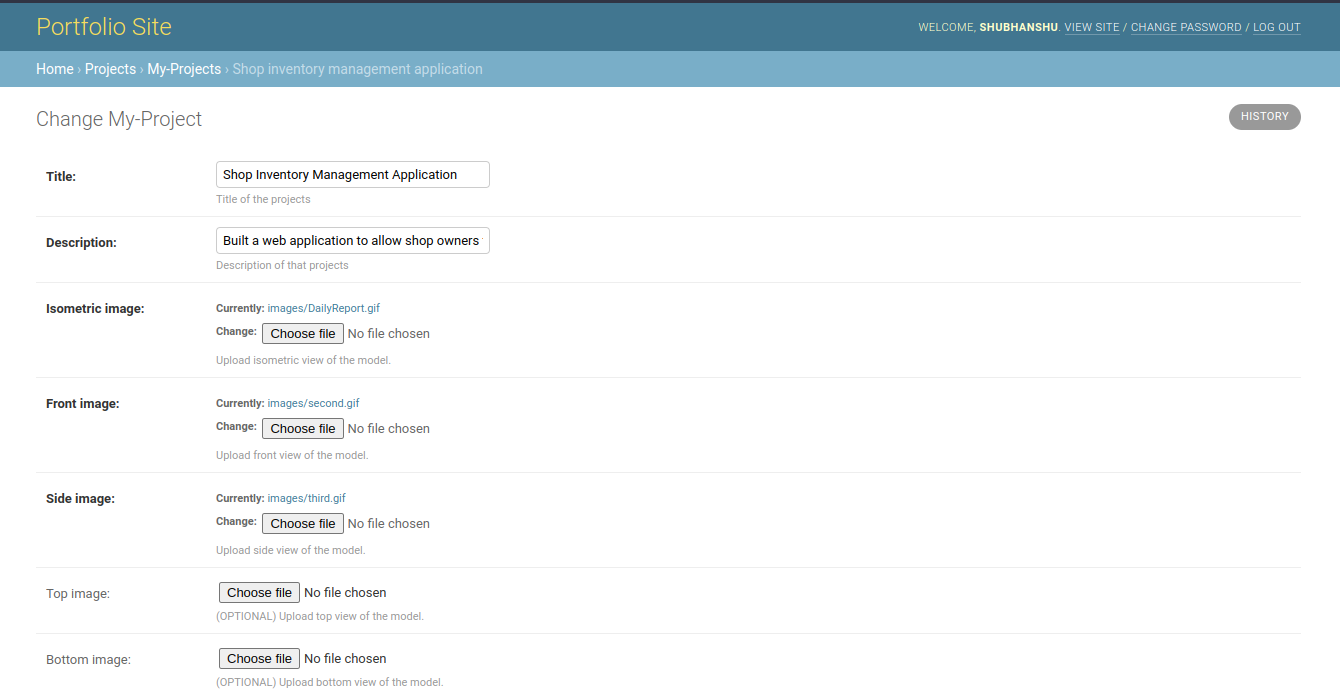 Portfolio Site
WELCOME, SHUBHANSHU. VIEW SITE / CHANGE PASSWORD / LOG OUT
Home › Projects › My-Projects › Shop inventory management application
Change My-Project
HISTORY
Title:
Shop Inventory Management Application
Title of the projects
Description:
Built a web application to allow shop owners
Description of that projects
Isometric image:
Currently: images/DailyReport.gif
Change: Choose file No file chosen
Upload isometric view of the model.
Front image:
Currently: images/second.gif
Change: Choose file No file chosen
Upload front view of the model.
Side image:
Currently: images/third.gif
Change: Choose file No file chosen
Upload side view of the model.
Top image:
Choose file No file chosen
(OPTIONAL) Upload top view of the model.
Bottom image:
Choose file No file chosen
(OPTIONAL) Upload bottom view of the model.